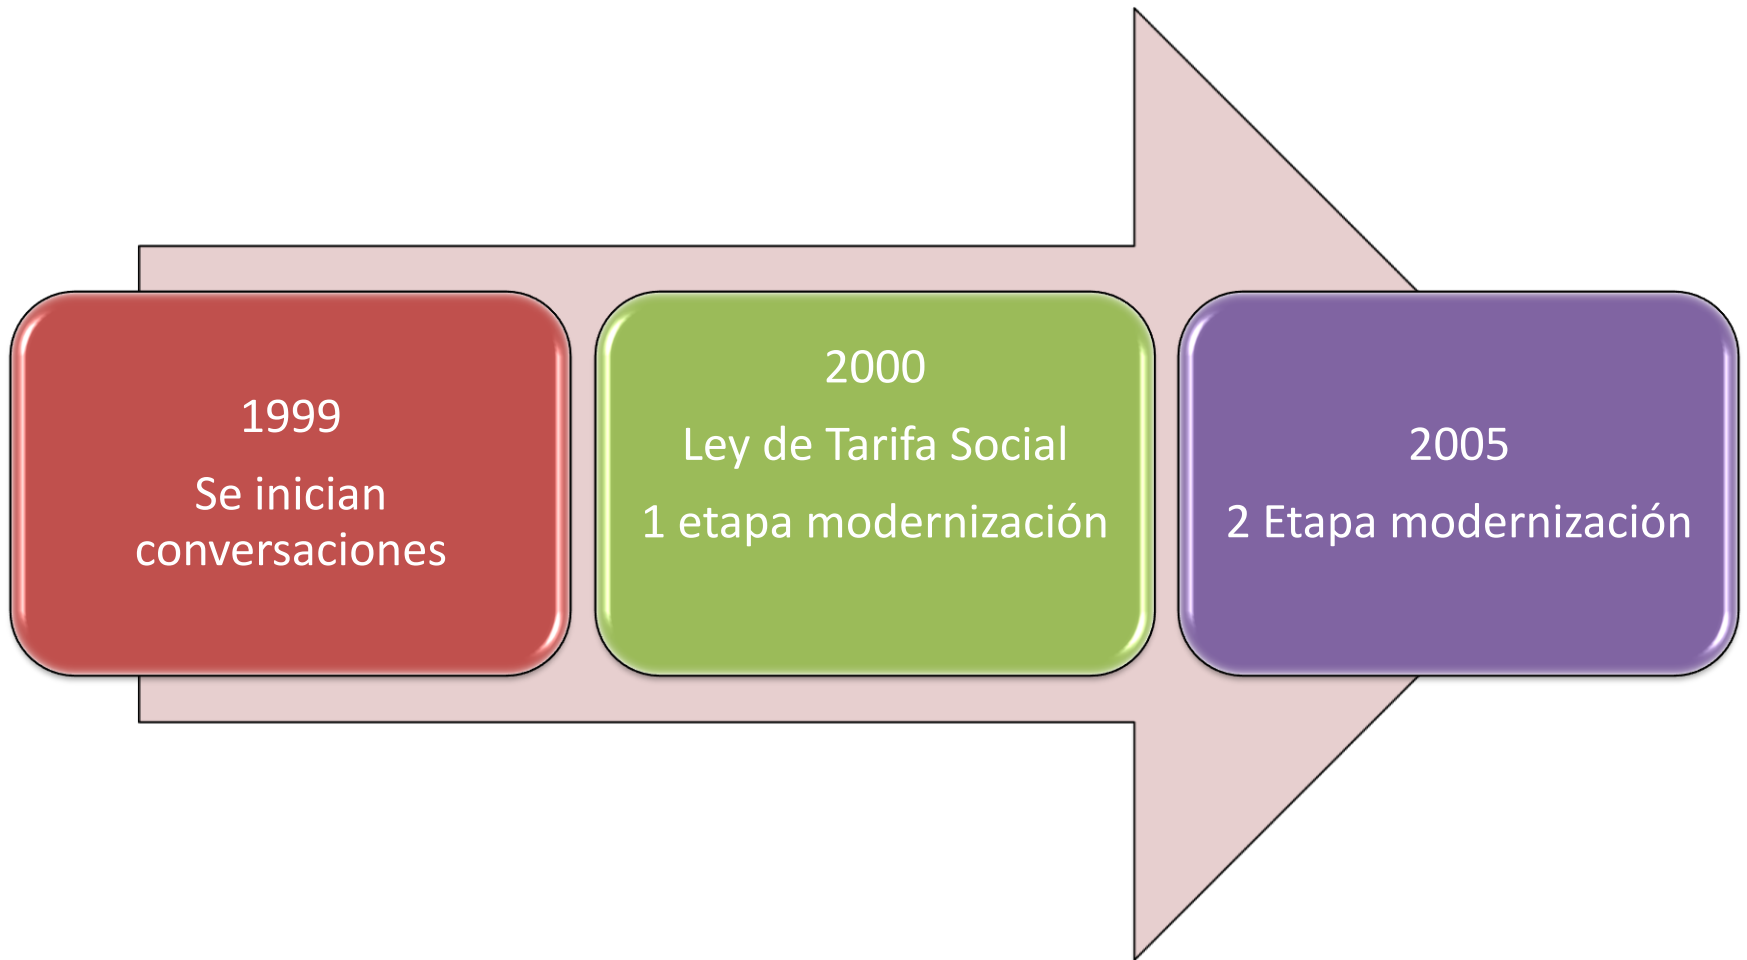 1999
Se inician
conversaciones
2000
Ley de Tarifa Social
1 etapa modernización
2005
2 Etapa modernización